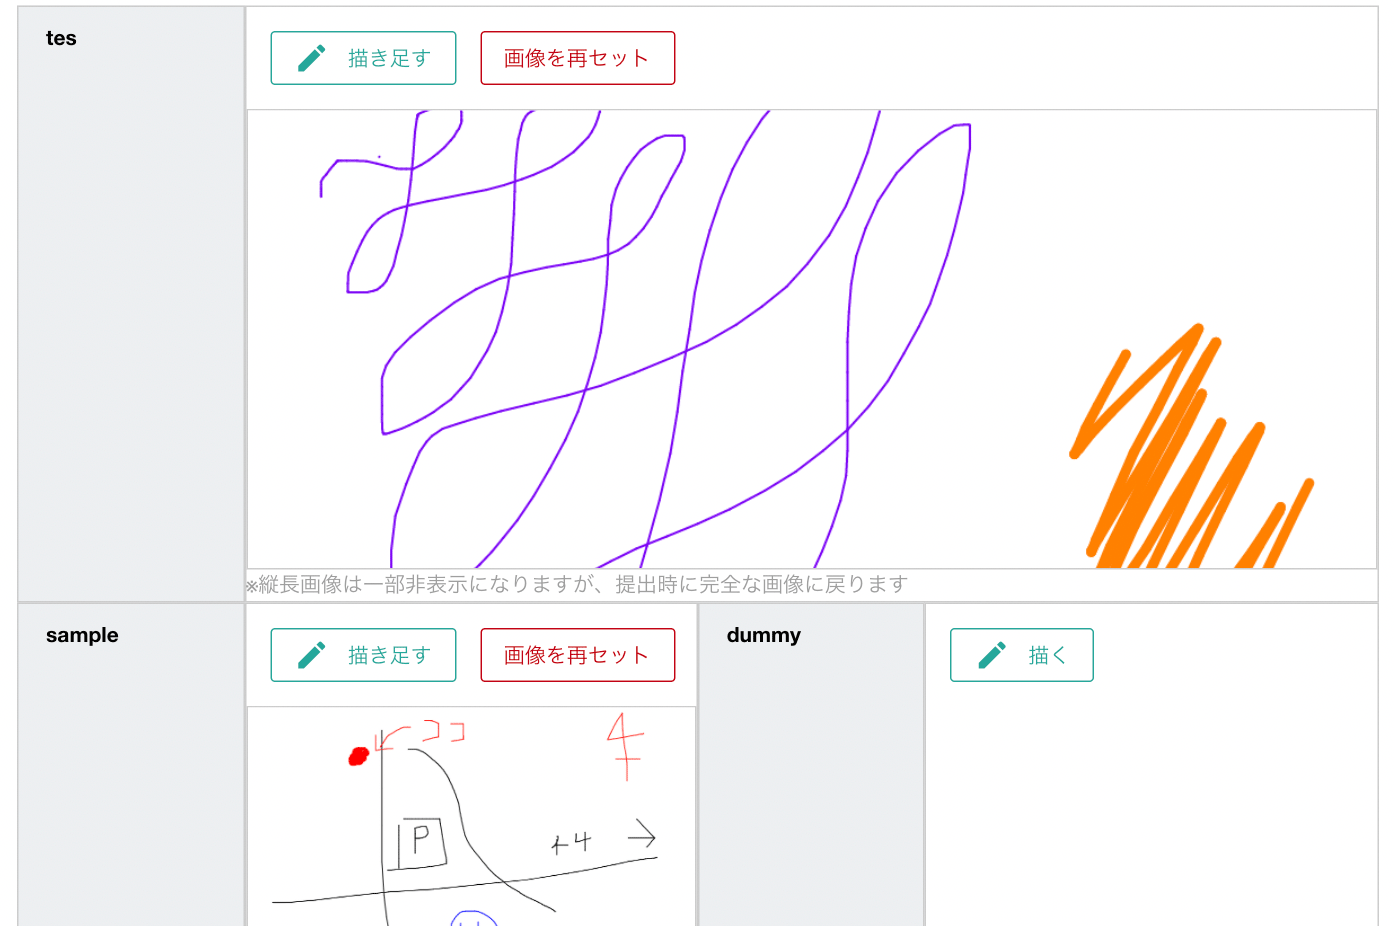 tes
描き足す
画像を再セット
※縦長画像は一部非表示になりますが、提出時に完全な画像に戻ります
sample
描き足す
画像を再セット
dummy
描く
ココ
P
+4